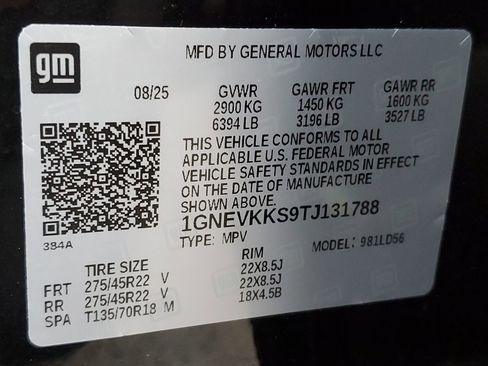 gm
MFD BY GENERAL MOTORS LLC
08/25 GVWR GAWR FRT GAWR RR
2900 KG 1450 KG 1600 KG
6394 LB 3196 LB 3527 LB
THIS VEHICLE CONFORMS TO ALL
APPLICABLE U.S. FEDERAL MOTOR
VEHICLE SAFETY STANDARDS IN EFFECT
ON THE DATE OF MANUFACTURE
SHOWN ABOVE.
1GNEVKKS9TJ131788
384A
TYPE: MPV MODEL: 981LD56
TIRE SIZE RIM
FRT 275/45R22 V 22X8.5J
RR 275/45R22 V 22X8.5J
SPA T135/70R18 M 18X4.5B